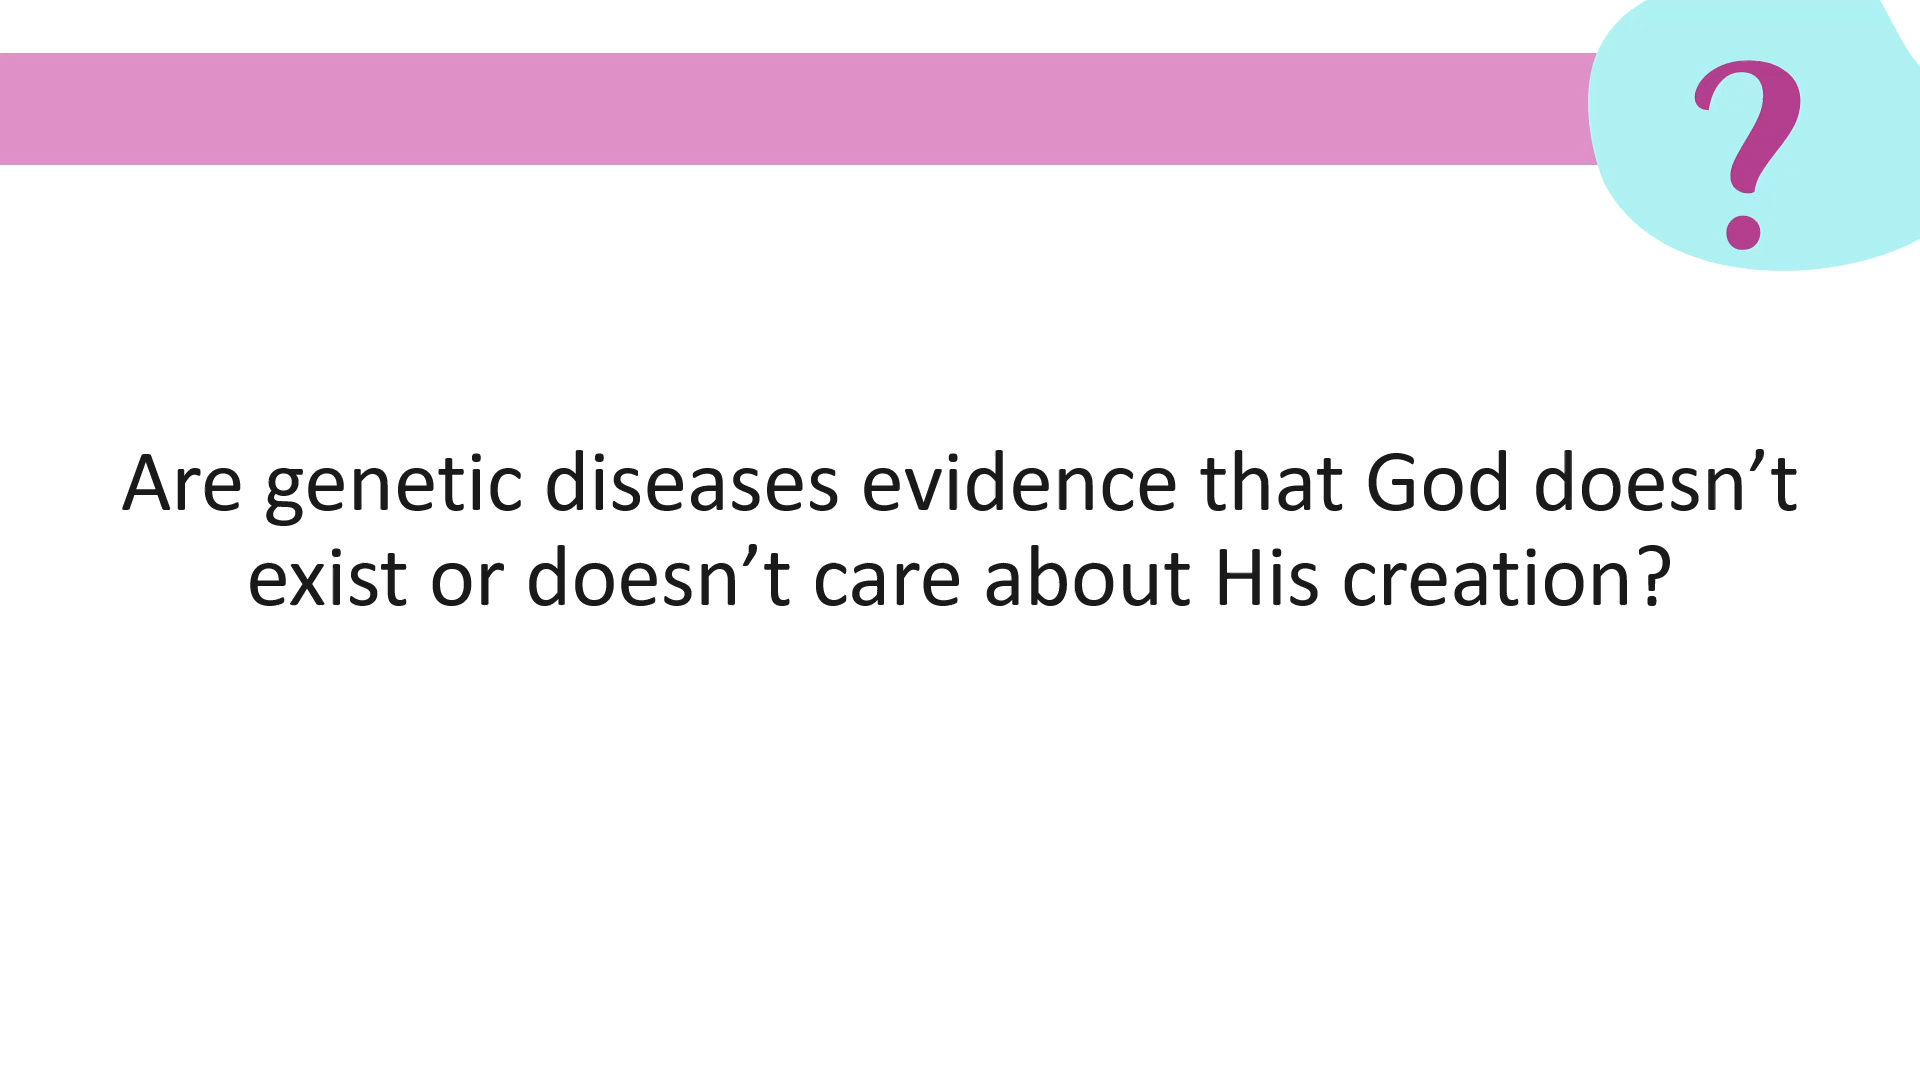 ?
Are genetic diseases evidence that God doesn’t
exist or doesn’t care about His creation?